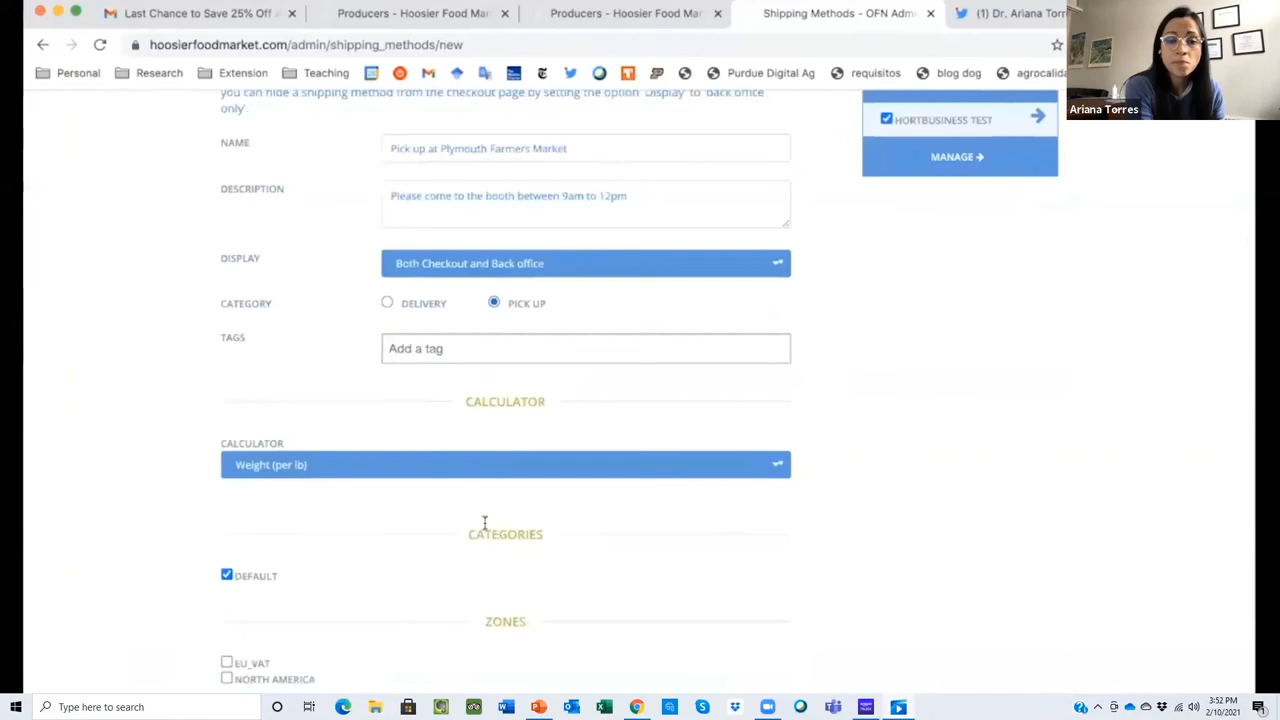 Last Chance to Save 25% Off A
Producers - Hoosier Food Mar
Producers - Hoosier Food Mar
Shipping Methods - OFN Adm
(1) Dr. Ariana Torr
hoosierfoodmarket.com/admin/shipping_methods/new
Personal
Research
Extension
Teaching
Purdue Digital Ag
requisitos
blog dog
agrocalida
Ariana Torres
you can hide a shipping method from the checkout page by setting the option 'Display' to 'back office
only'.
HORTBUSINESS TEST
MANAGE
NAME
Pick up at Plymouth Farmers Market
DESCRIPTION
Please come to the booth between 9am to 12pm
DISPLAY
Both Checkout and Back office
CATEGORY
DELIVERY
PICK UP
TAGS
Add a tag
CALCULATOR
CALCULATOR
Weight (per lb)
CATEGORIES
DEFAULT
ZONES
EU_VAT
NORTH AMERICA
Type here to search
3:52 PM
2/10/2021